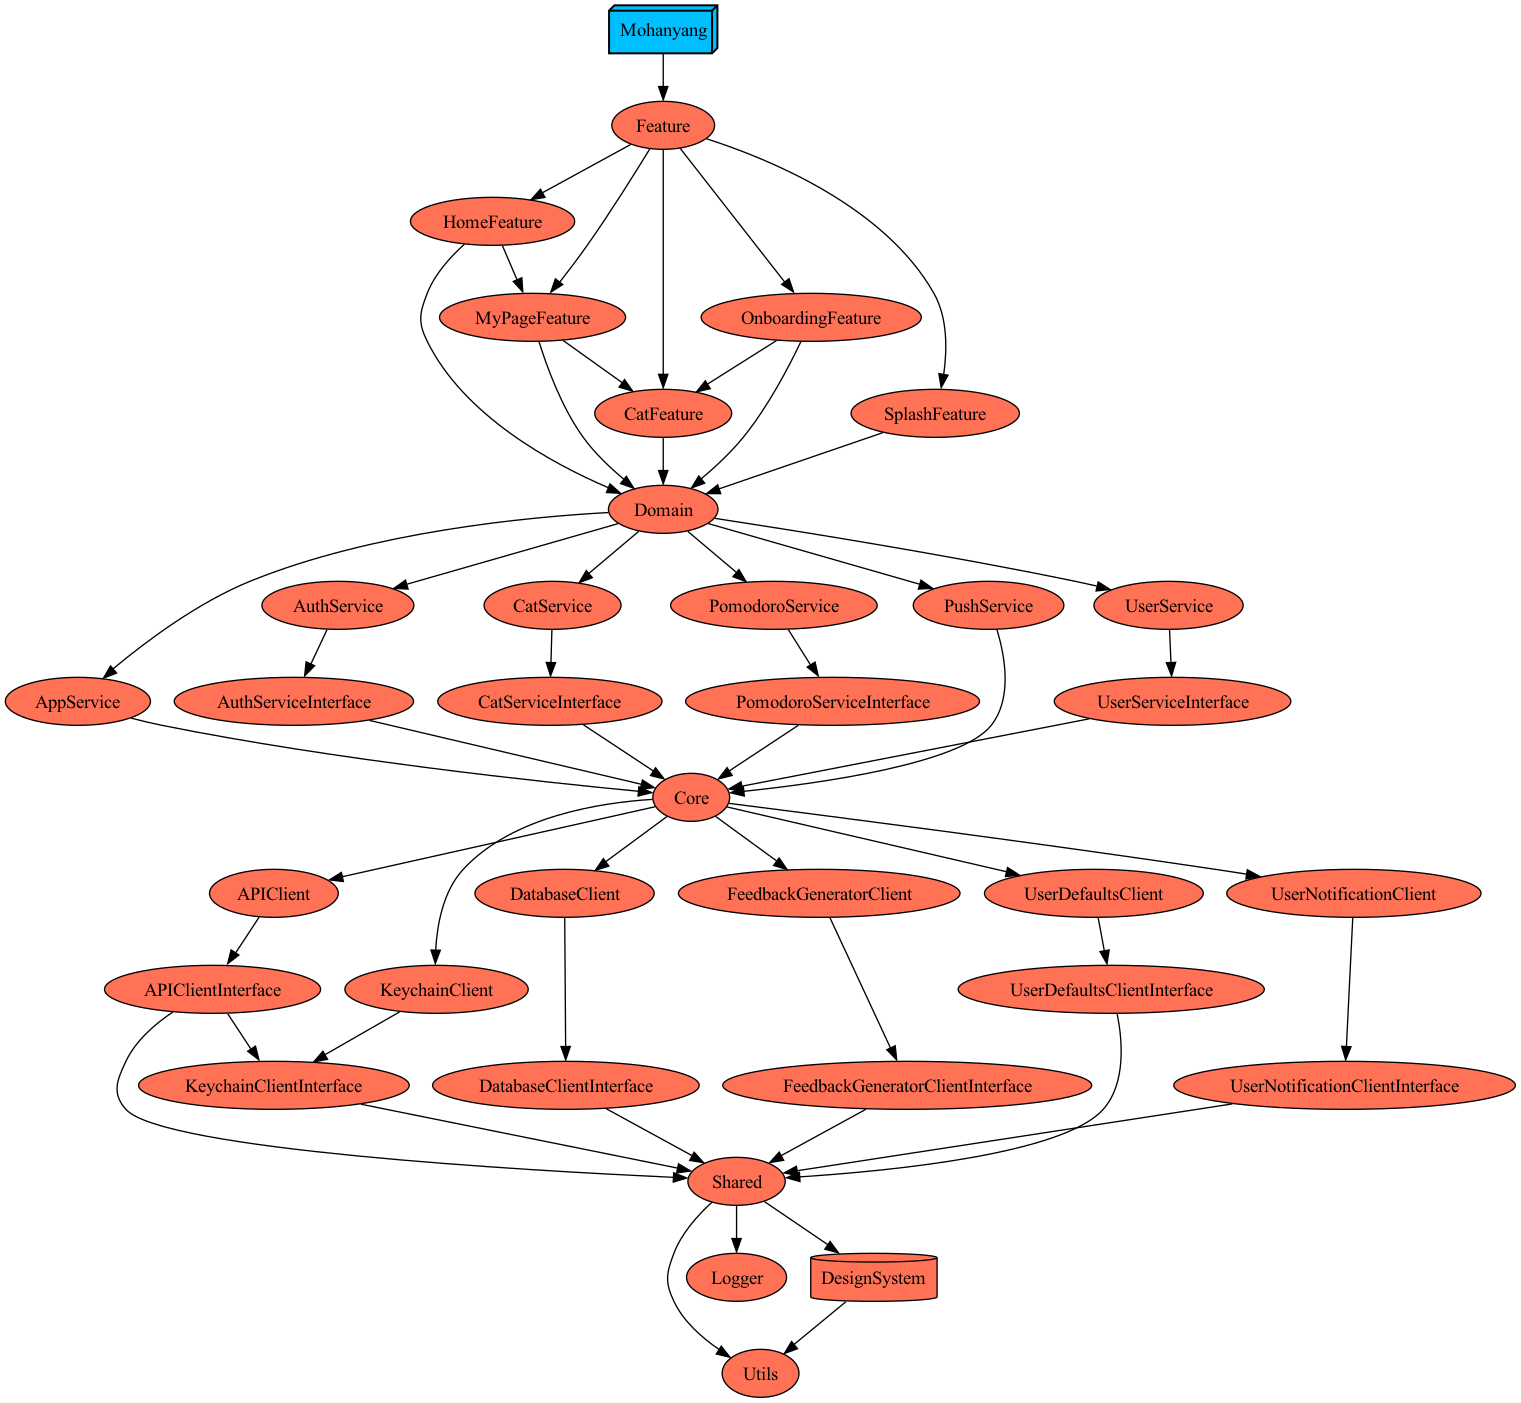 Mohanyang
Feature
HomeFeature
MyPageFeature
OnboardingFeature
CatFeature
SplashFeature
Domain
AuthService
CatService
PomodoroService
PushService
UserService
AppService
AuthServiceInterface
CatServiceInterface
PomodoroServiceInterface
UserServiceInterface
Core
APIClient
DatabaseClient
FeedbackGeneratorClient
UserDefaultsClient
UserNotificationClient
APIClientInterface
KeychainClient
UserDefaultsClientInterface
KeychainClientInterface
DatabaseClientInterface
FeedbackGeneratorClientInterface
UserNotificationClientInterface
Shared
Logger
DesignSystem
Utils